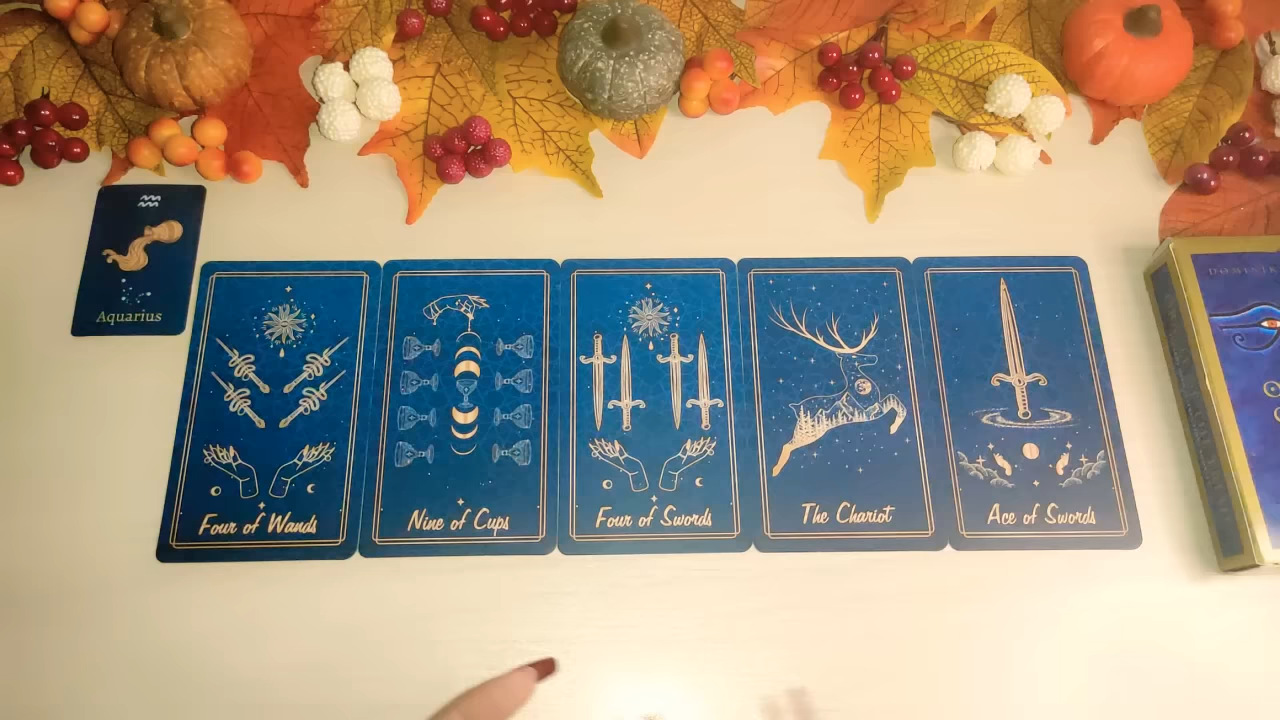 Aquarius
Four of Wands
Nine of Cups
Four of Swords
The Chariot
Ace of Swords